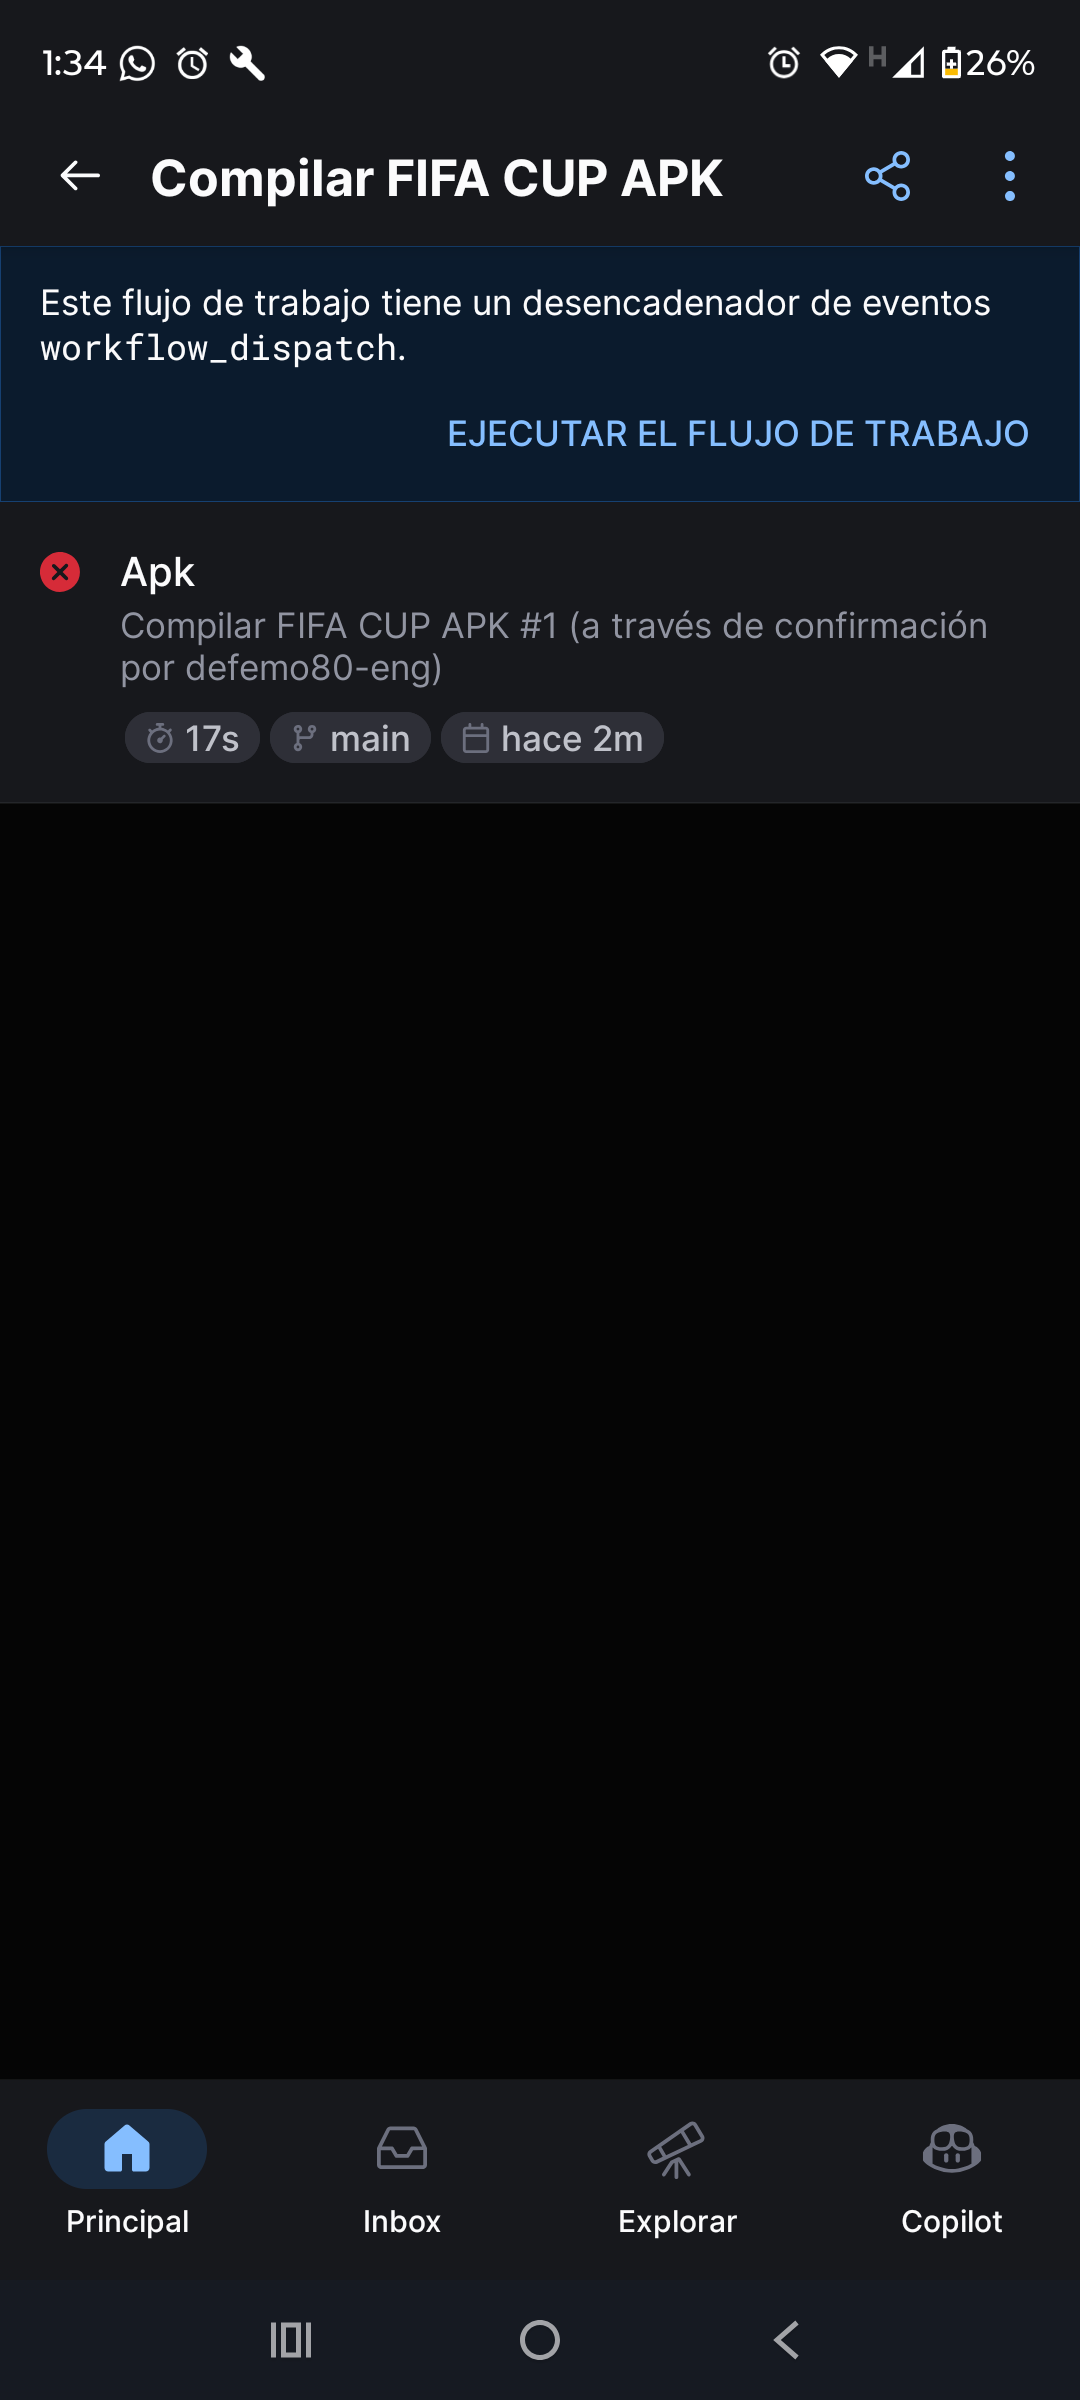 1:34
H
26%
Compilar FIFA CUP APK
Este flujo de trabajo tiene un desencadenador de eventos
workflow_dispatch.
EJECUTAR EL FLUJO DE TRABAJO
Apk
Compilar FIFA CUP APK #1 (a través de confirmación
por defemo80-eng)
17s
main
hace 2m
Principal
Inbox
Explorar
Copilot